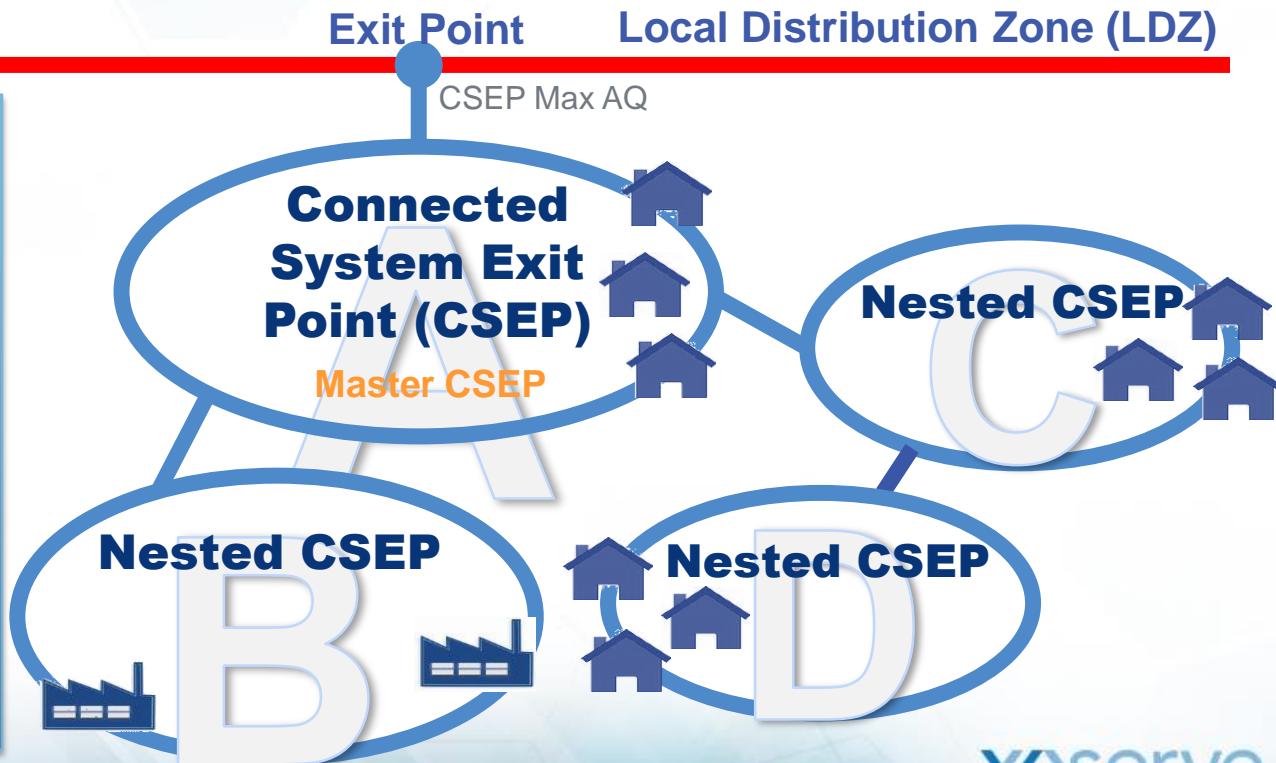 Exit Point
Local Distribution Zone (LDZ)
CSEP Max AQ
Connected
System Exit
Point (CSEP)
Master CSEP
A
Nested CSEP
C
Nested CSEP
B
Nested CSEP
D